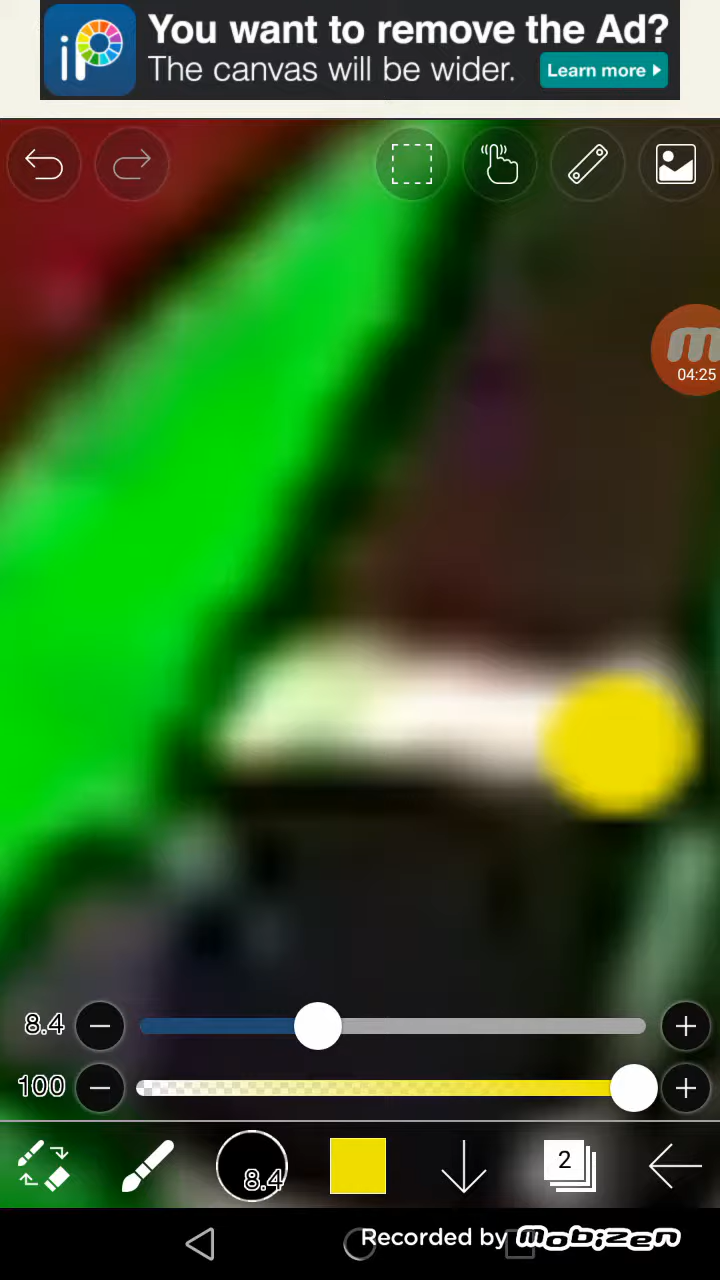 iP
You want to remove the Ad?
The canvas will be wider.
Learn more
m
04:25
8.4
100
8.4
2
Recorded by mobizen